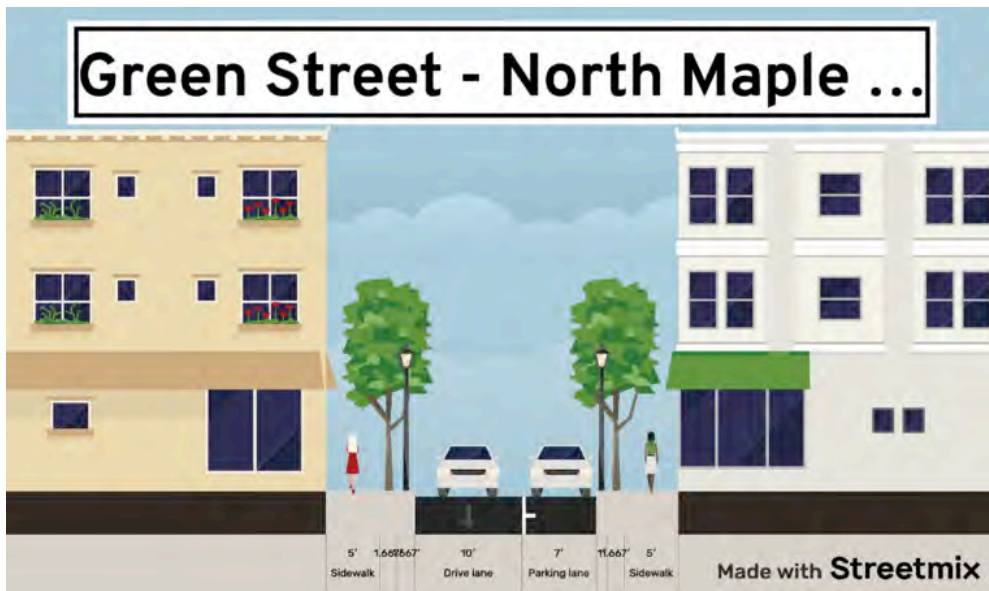 Green Street - North Maple ...
5' 10' 7' 5'
Sidewalk Drive lane Parking lane Sidewalk
Made with Streetmix